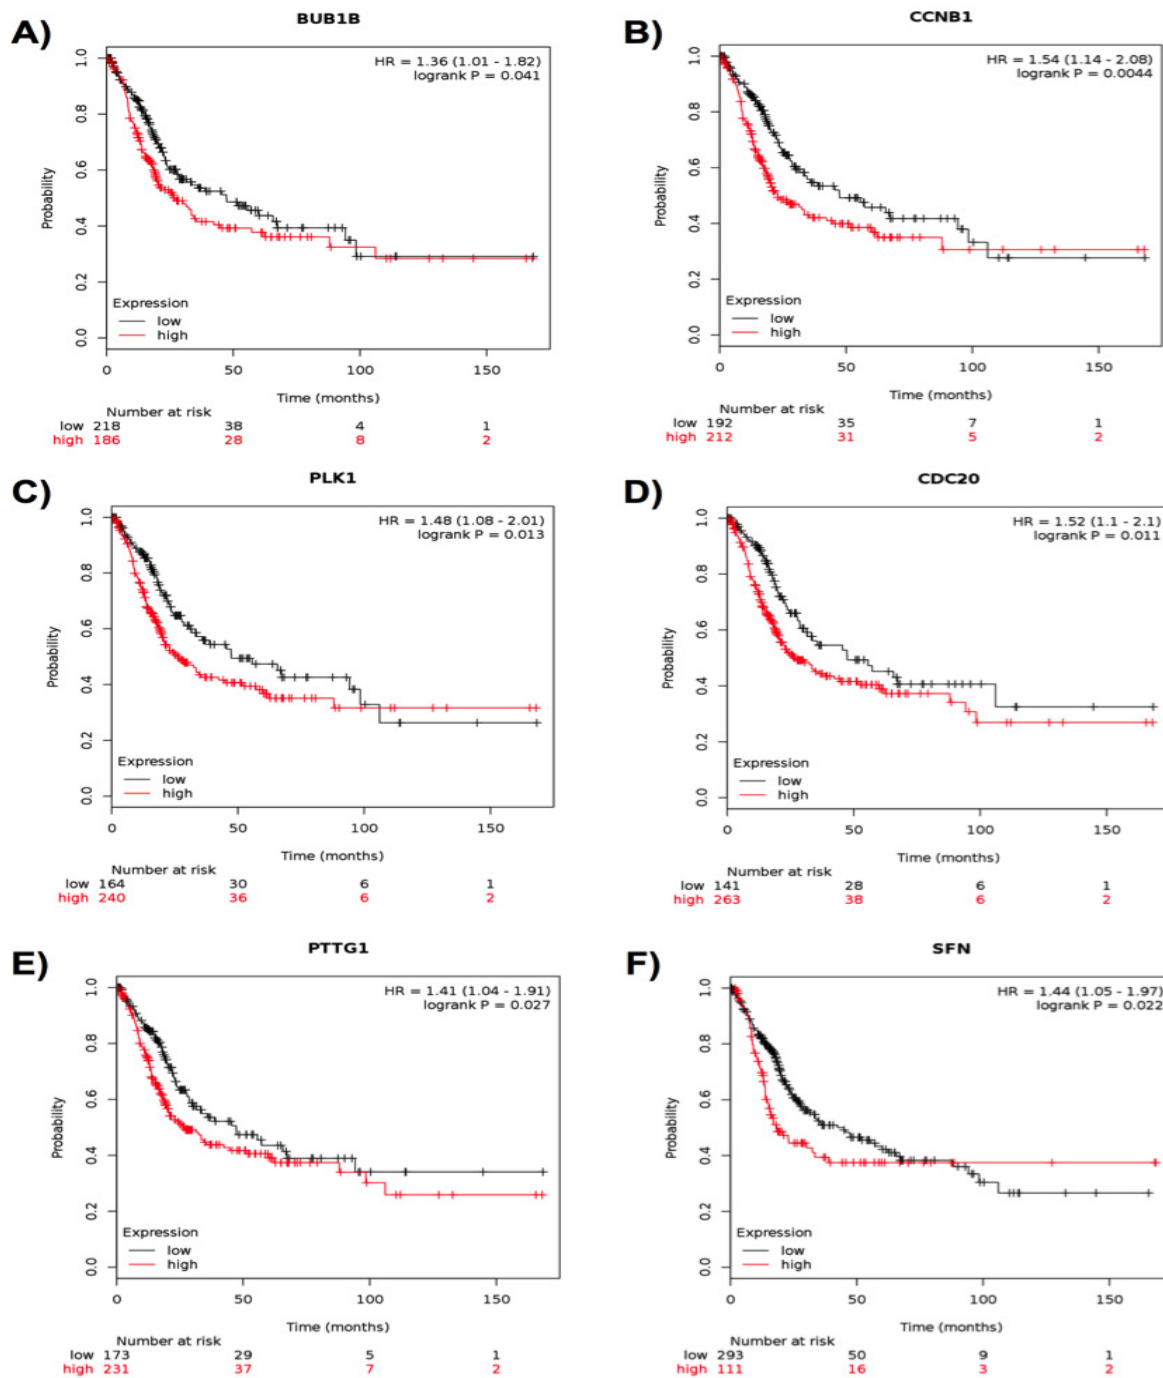 A)
BUB1B
HR = 1.36 (1.01 - 1.82)
logrank P = 0.041
Probability
1.0
0.8
0.6
0.4
0.2
0.0
Expression
low
high
0 50 100 150
Time (months)
Number at risk
low 218 38 4 1
high 186 28 8 2
B)
CCNB1
HR = 1.54 (1.14 - 2.08)
logrank P = 0.0044
Probability
1.0
0.8
0.6
0.4
0.2
0.0
Expression
low
high
0 50 100 150
Time (months)
Number at risk
low 192 35 7 1
high 212 31 5 2
C)
PLK1
HR = 1.48 (1.08 - 2.01)
logrank P = 0.013
Probability
1.0
0.8
0.6
0.4
0.2
0.0
Expression
low
high
0 50 100 150
Time (months)
Number at risk
low 164 30 6 1
high 240 36 6 2
D)
CDC20
HR = 1.52 (1.1 - 2.1)
logrank P = 0.011
Probability
1.0
0.8
0.6
0.4
0.2
0.0
Expression
low
high
0 50 100 150
Time (months)
Number at risk
low 141 28 6 1
high 263 38 6 2
E)
PTTG1
HR = 1.41 (1.04 - 1.91)
logrank P = 0.027
Probability
1.0
0.8
0.6
0.4
0.2
0.0
Expression
low
high
0 50 100 150
Time (months)
Number at risk
low 173 29 5 1
high 231 37 7 2
F)
SFN
HR = 1.44 (1.05 - 1.97)
logrank P = 0.022
Probability
1.0
0.8
0.6
0.4
0.2
0.0
Expression
low
high
0 50 100 150
Time (months)
Number at risk
low 293 50 9 1
high 111 16 3 2